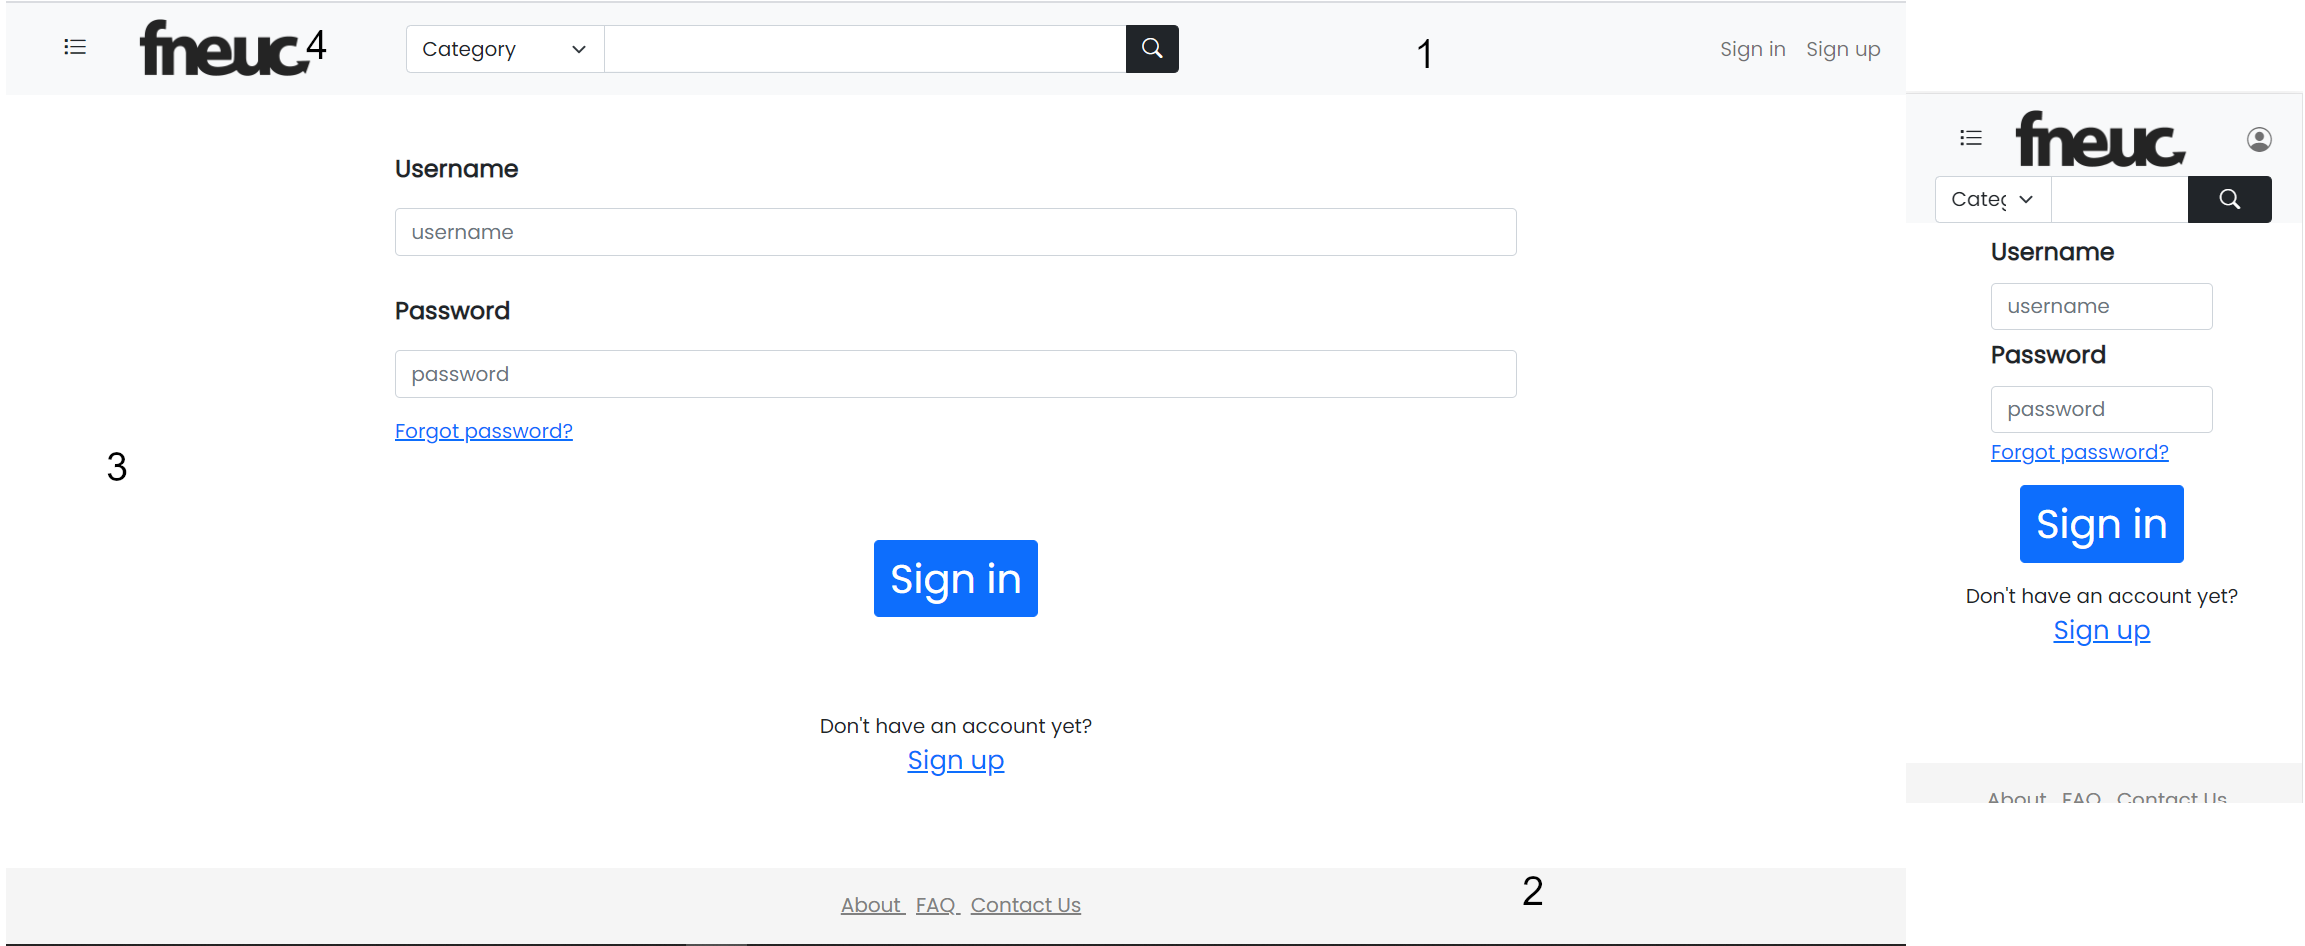 fneuc 4 Category 1 Sign in Sign up
Username
username
Password
password
Forgot password?
3
Sign in
Don't have an account yet?
Sign up
2
About FAQ Contact Us
fneuc
Categ
Username
username
Password
password
Forgot password?
Sign in
Don't have an account yet?
Sign up
About FAQ Contact Us